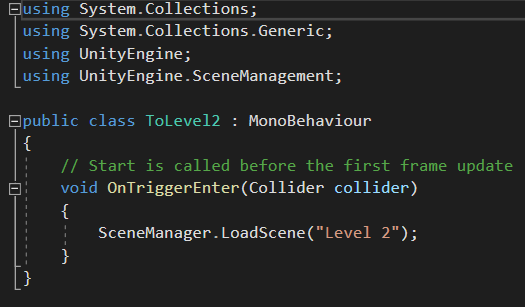 using System.Collections;
using System.Collections.Generic;
using UnityEngine;
using UnityEngine.SceneManagement;

public class ToLevel2 : MonoBehaviour
{
    // Start is called before the first frame update
    void OnTriggerEnter(Collider collider)
    {
        SceneManager.LoadScene("Level 2");
    }
}